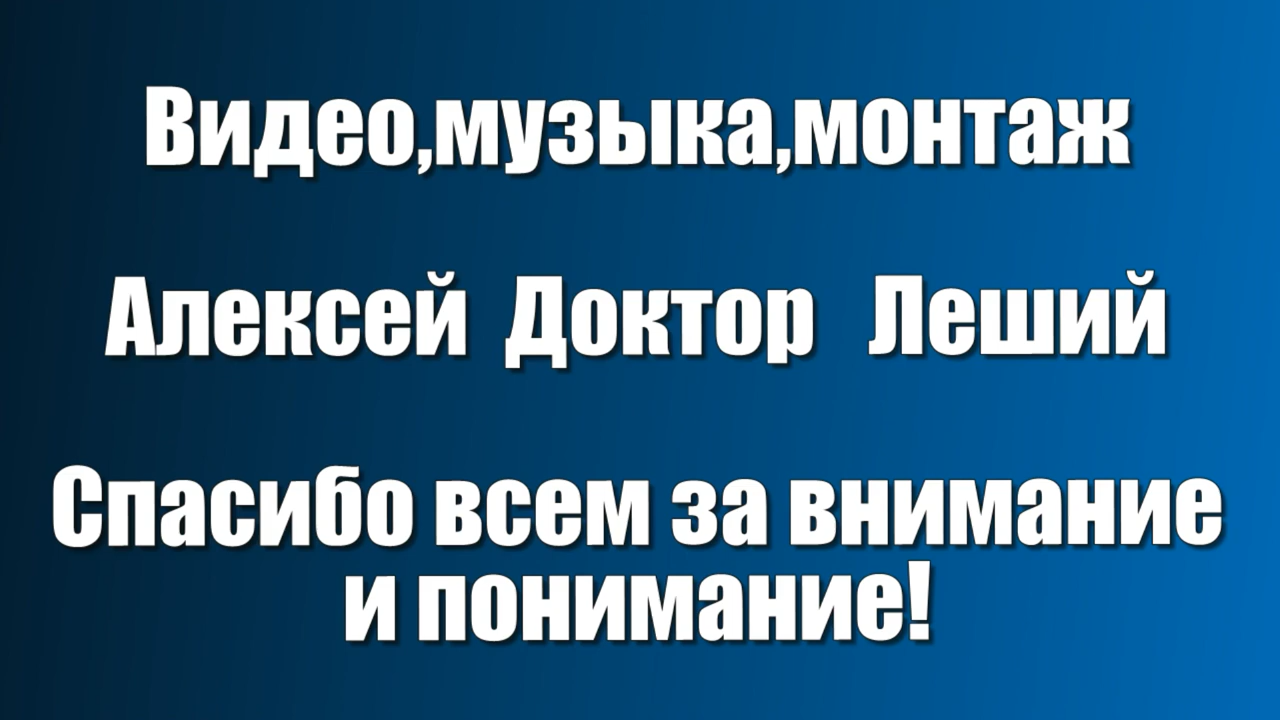 Видео,музыка,монтаж
Алексей Доктор Леший
Спасибо всем за внимание
и понимание!